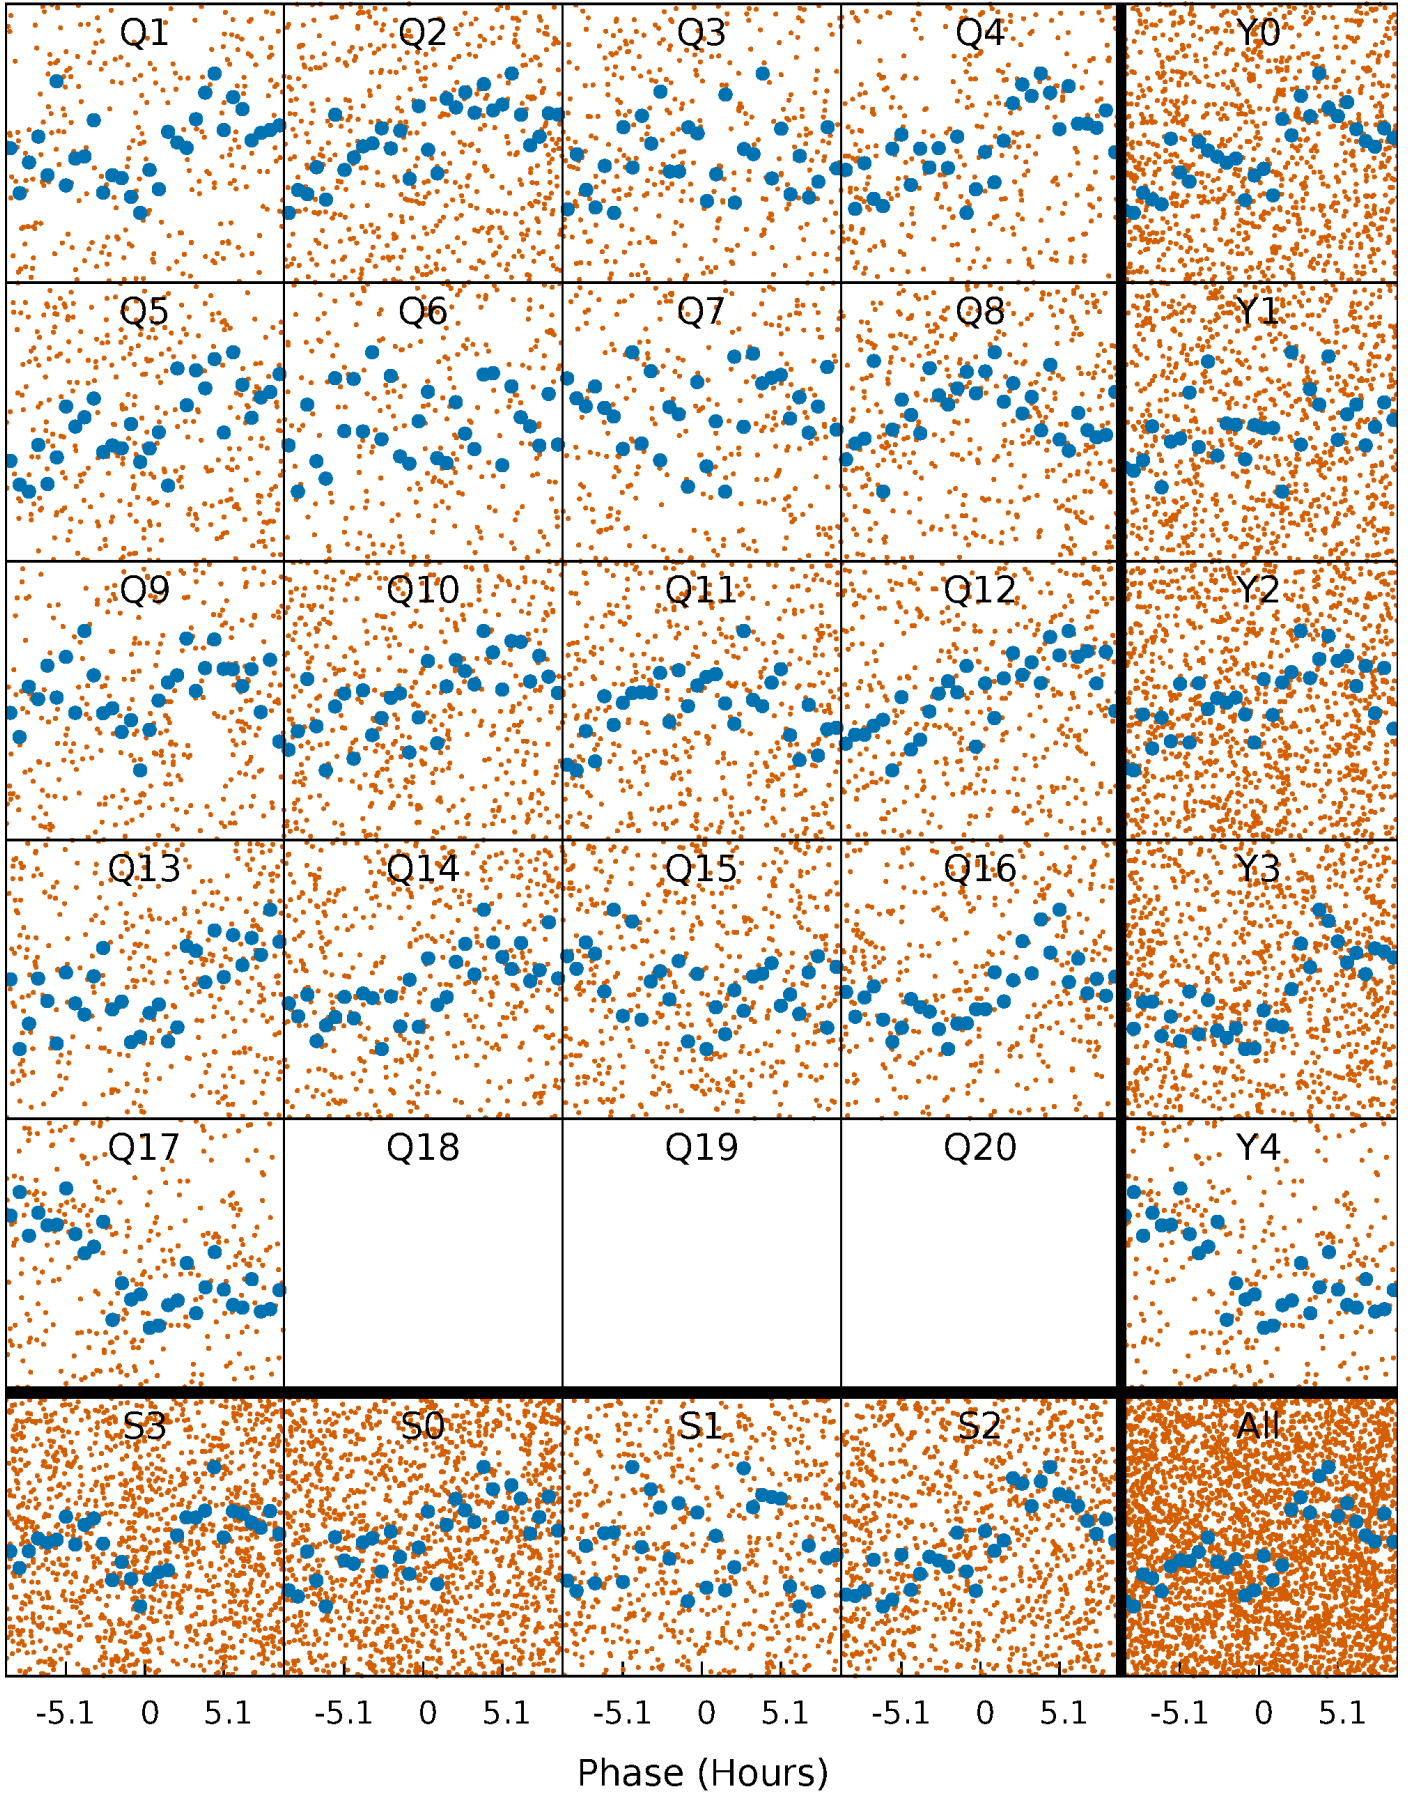 Q1 Q2 Q3 Q4 Y0
Q5 Q6 Q7 Q8 Y1
Q9 Q10 Q11 Q12 Y2
Q13 Q14 Q15 Q16 Y3
Q17 Q18 Q19 Q20 Y4
S3 S0 S1 S2 All
-5.1 0 5.1 -5.1 0 5.1 -5.1 0 5.1 -5.1 0 5.1 -5.1 0 5.1
Phase (Hours)